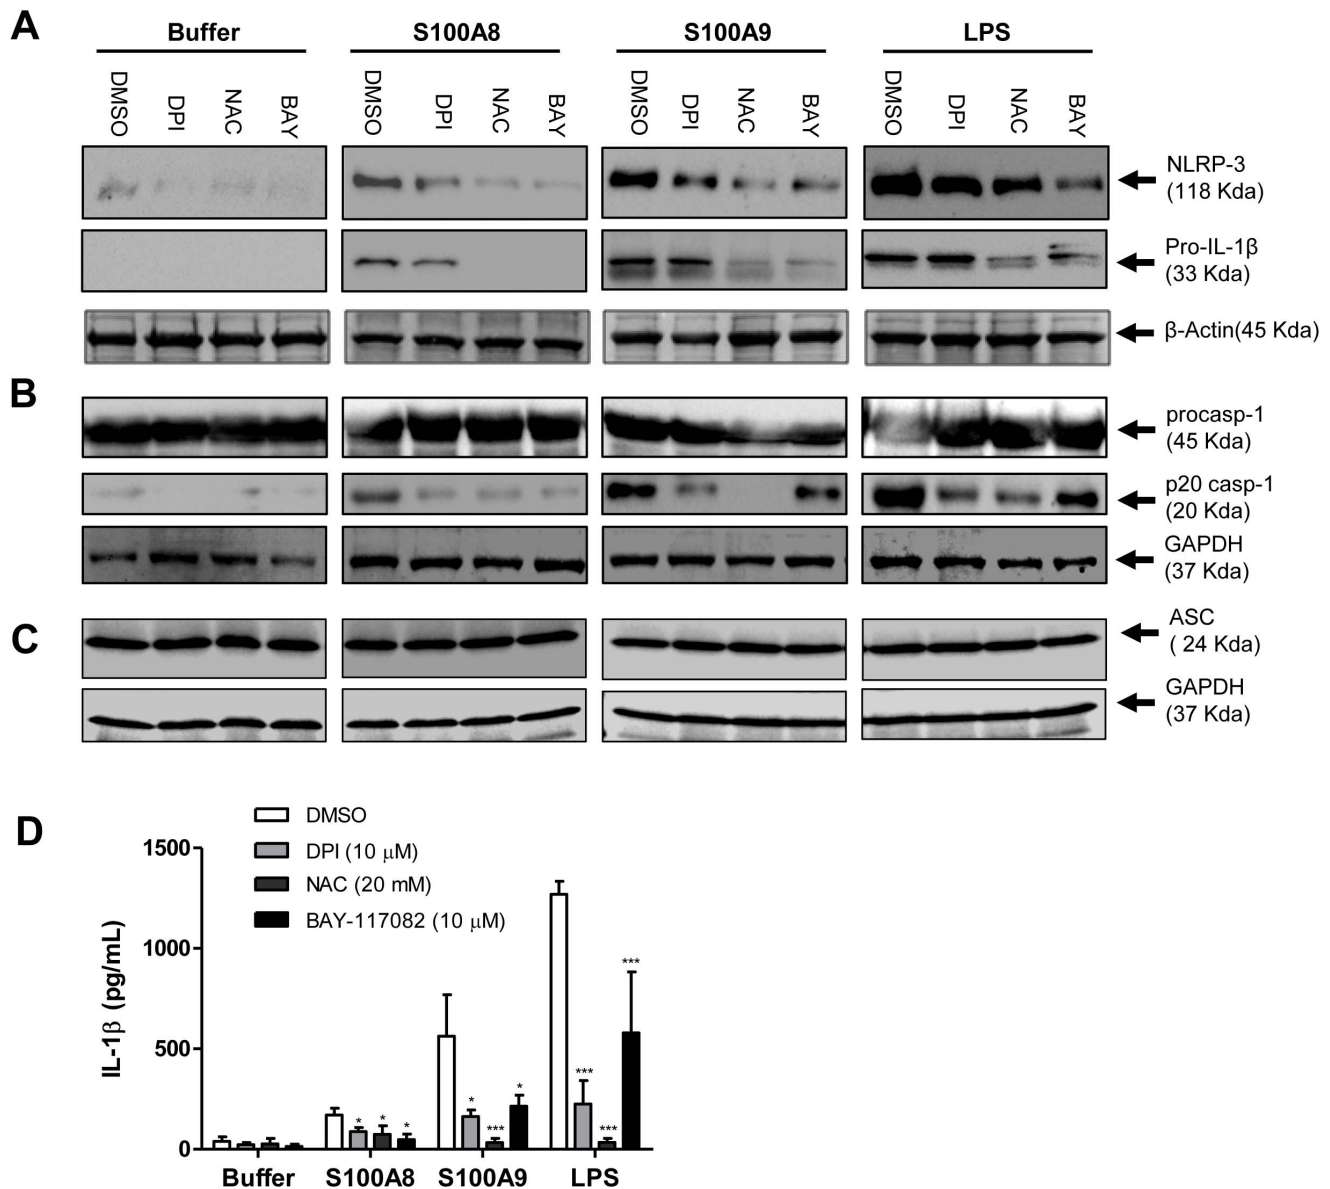 A
Buffer S100A8 S100A9 LPS
DMSO DPI NAC BAY DMSO DPI NAC BAY DMSO DPI NAC BAY DMSO DPI NAC BAY
NLRP-3
(118 Kda)
Pro-IL-1β
(33 Kda)
β-Actin(45 Kda)
B
procasp-1
(45 Kda)
p20 casp-1
(20 Kda)
GAPDH
(37 Kda)
C
ASC
( 24 Kda)
GAPDH
(37 Kda)
D
DMSO
DPI (10 μM)
NAC (20 mM)
BAY-117082 (10 μM)
IL-1β (pg/mL)
1500
1000
500
0
* * *
* *** *
*** *** ***
Buffer S100A8 S100A9 LPS